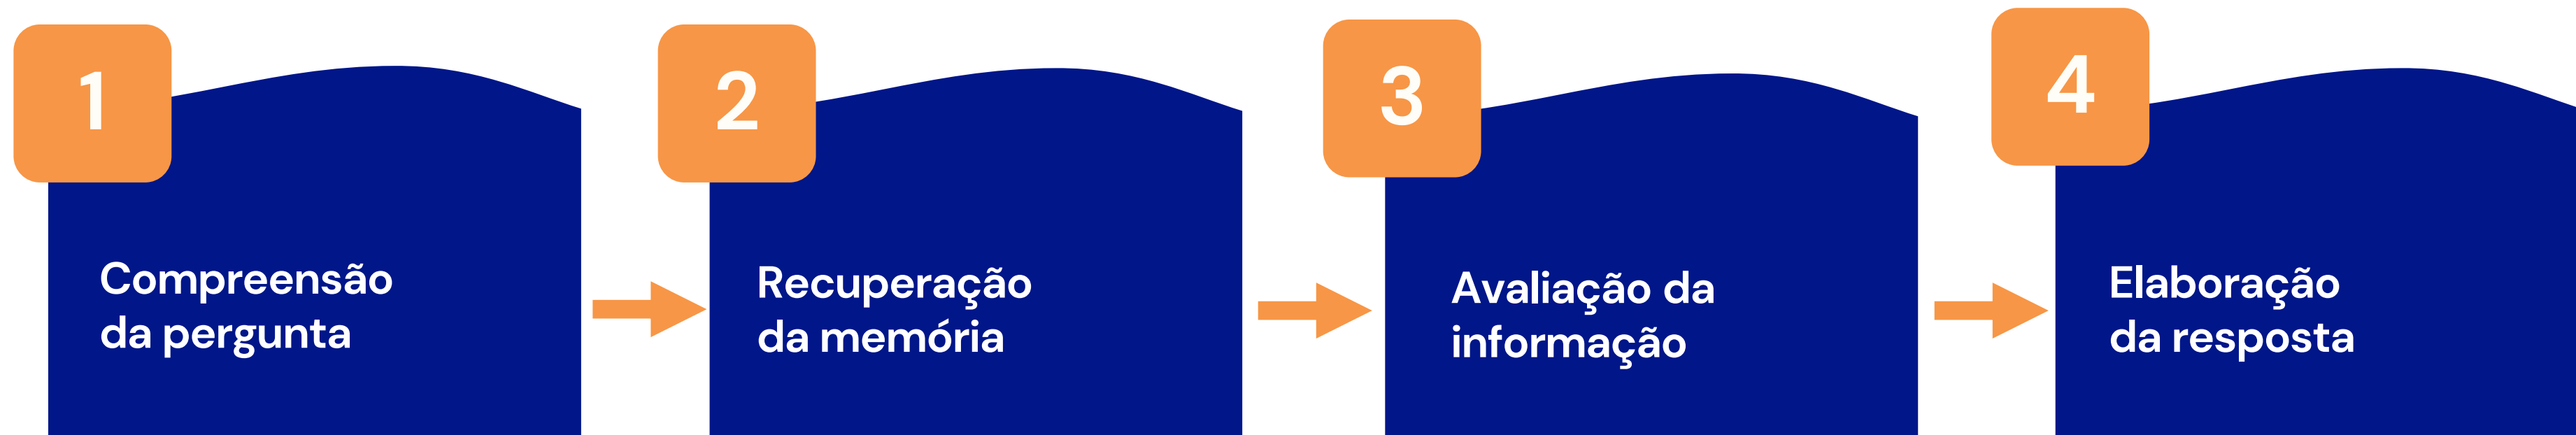 1
Compreensão
da pergunta
2
Recuperação
da memória
3
Avaliação da
informação
4
Elaboração
da resposta